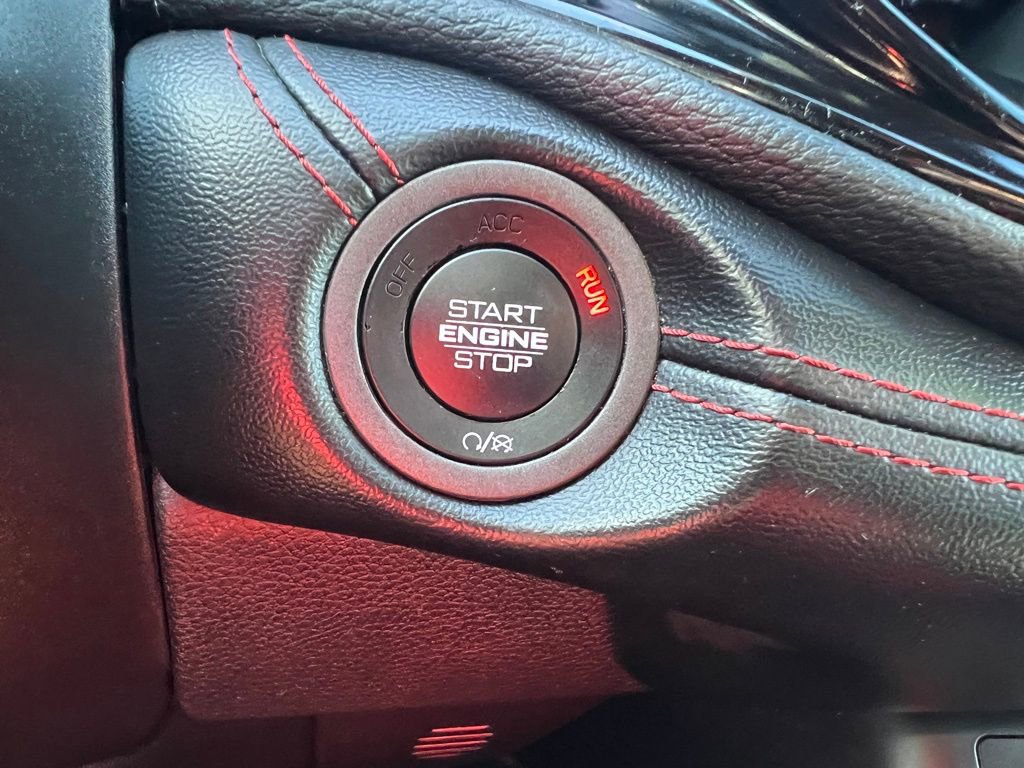 OFF
ACC
RUN
START
ENGINE
STOP